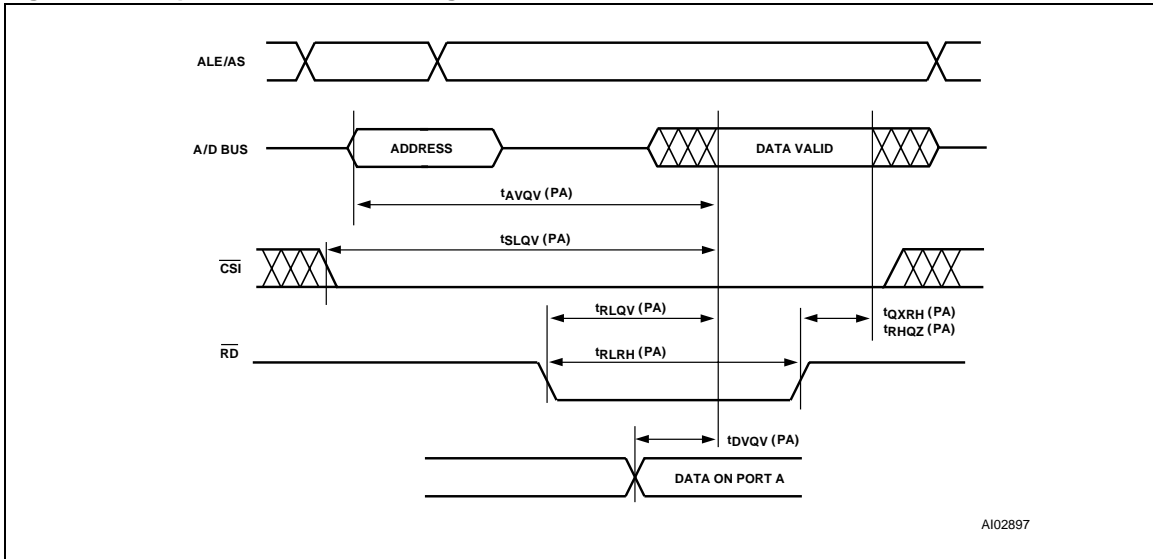 ALE/AS
A/D BUS
ADDRESS
DATA VALID
tAVQV (PA)
tSLQV (PA)
CSI
tRLQV (PA)
tQXRH (PA)
tRHQZ (PA)
tRLRH (PA)
RD
tDVQV (PA)
DATA ON PORT A
AI02897